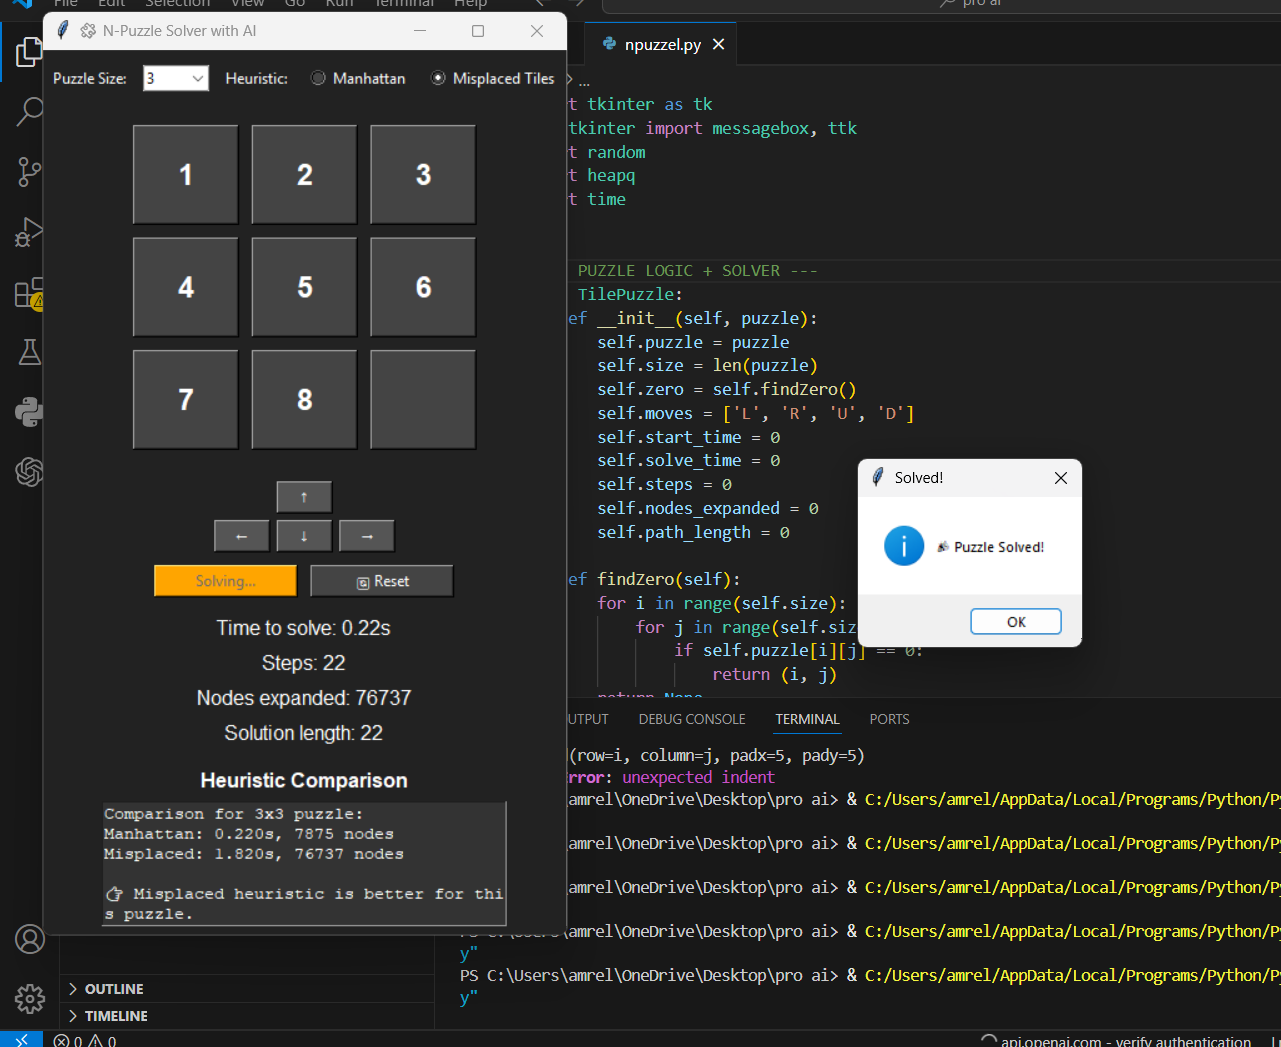 File Edit Selection View Go Run Terminal Help
pro ai
N-Puzzle Solver with AI
Puzzle Size: 3 Heuristic: Manhattan Misplaced Tiles
1 2 3
4 5 6
7 8
↑
← ↓ →
Solving... Reset
Time to solve: 0.22s
Steps: 22
Nodes expanded: 76737
Solution length: 22
Heuristic Comparison
Comparison for 3x3 puzzle:
Manhattan: 0.220s, 7875 nodes
Misplaced: 1.820s, 76737 nodes
👉 Misplaced heuristic is better for thi
s puzzle.
npuzzel.py
> ...
t tkinter as tk
tkinter import messagebox, ttk
t random
t heapq
t time
PUZZLE LOGIC + SOLVER ---
TilePuzzle:
ef __init__(self, puzzle):
self.puzzle = puzzle
self.size = len(puzzle)
self.zero = self.findZero()
self.moves = ['L', 'R', 'U', 'D']
self.start_time = 0
self.solve_time = 0
self.steps = 0
self.nodes_expanded = 0
self.path_length = 0
ef findZero(self):
for i in range(self.size):
for j in range(self.siz
if self.puzzle[i][j] == 0:
return (i, j)
return None
Solved!
🎉 Puzzle Solved!
OK
UTPUT DEBUG CONSOLE TERMINAL PORTS
(row=i, column=j, padx=5, pady=5)
rror: unexpected indent
amrel\OneDrive\Desktop\pro ai> & C:/Users/amrel/AppData/Local/Programs/Python/Py
amrel\OneDrive\Desktop\pro ai> & C:/Users/amrel/AppData/Local/Programs/Python/Py
amrel\OneDrive\Desktop\pro ai> & C:/Users/amrel/AppData/Local/Programs/Python/Py
PS C:\Users\amrel\OneDrive\Desktop\pro ai> & C:/Users/amrel/AppData/Local/Programs/Python/Py
y"
PS C:\Users\amrel\OneDrive\Desktop\pro ai> & C:/Users/amrel/AppData/Local/Programs/Python/Py
y"
OUTLINE
TIMELINE
0 0
api.openai.com - verify authentication